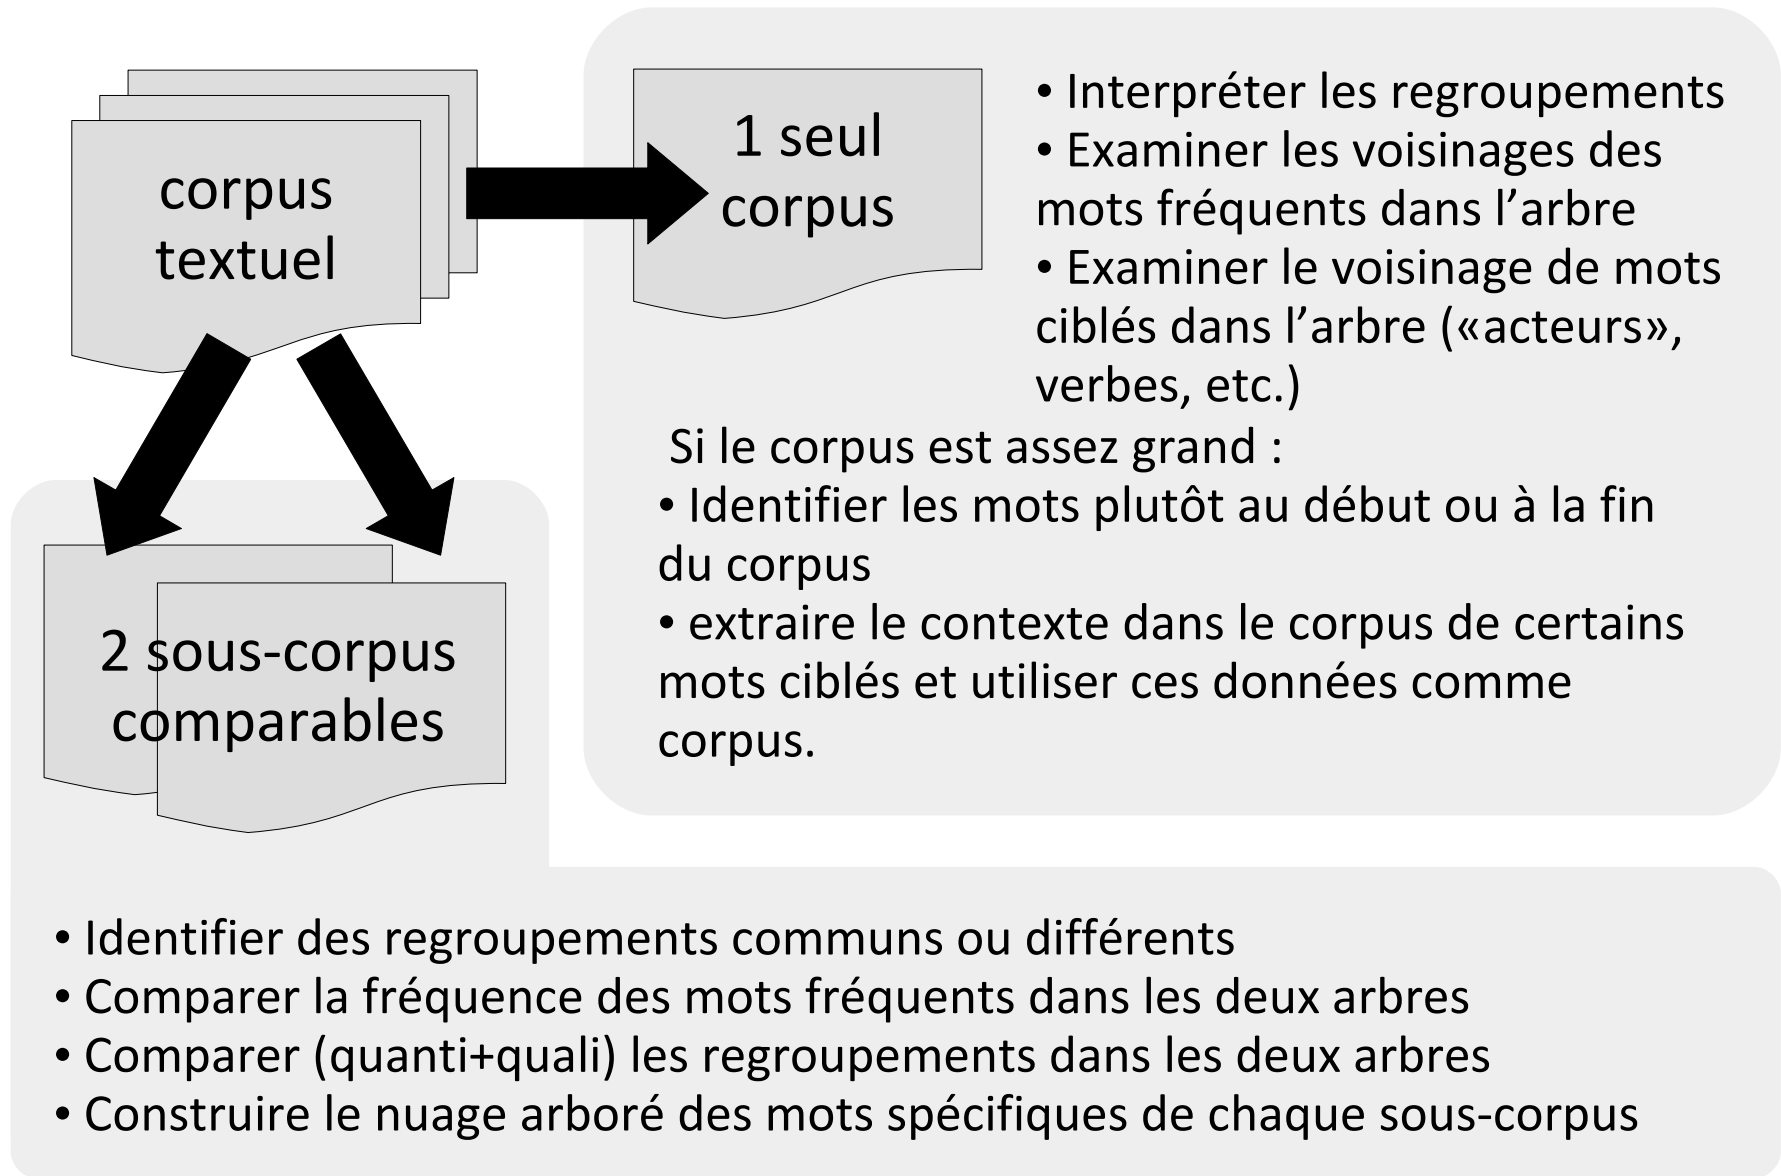 corpus
textuel
1 seul
corpus
• Interpréter les regroupements
• Examiner les voisinages des
mots fréquents dans l’arbre
• Examiner le voisinage de mots
ciblés dans l’arbre («acteurs»,
verbes, etc.)
Si le corpus est assez grand :
• Identifier les mots plutôt au début ou à la fin
du corpus
• extraire le contexte dans le corpus de certains
mots ciblés et utiliser ces données comme
corpus.
2 sous-corpus
comparables
• Identifier des regroupements communs ou différents
• Comparer la fréquence des mots fréquents dans les deux arbres
• Comparer (quanti+quali) les regroupements dans les deux arbres
• Construire le nuage arboré des mots spécifiques de chaque sous-corpus